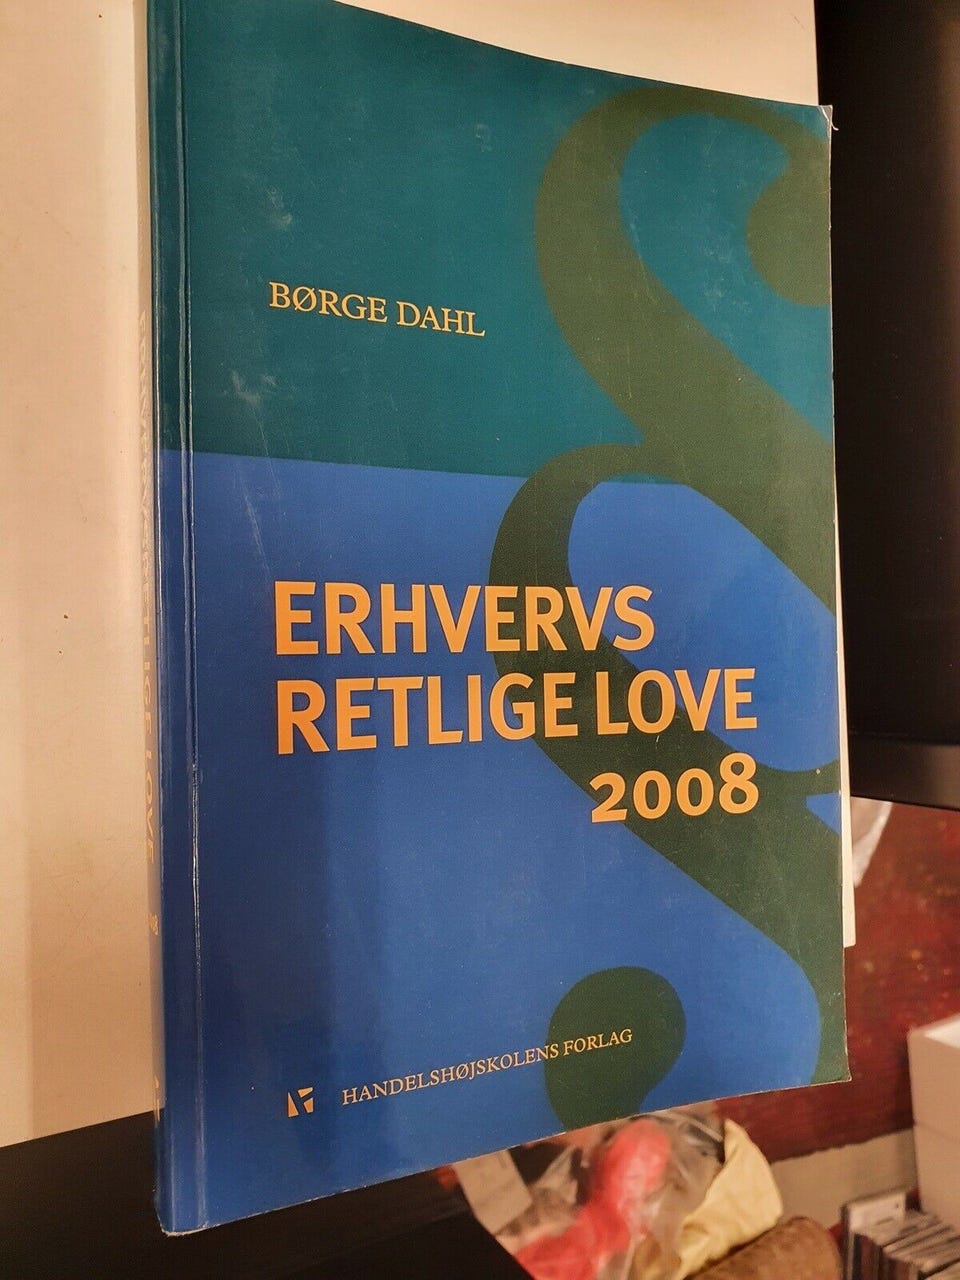 BØRGE DAHL
ERHVERVS
RETLIGE LOVE
2008
HANDELSHØJSKOLENS FORLAG